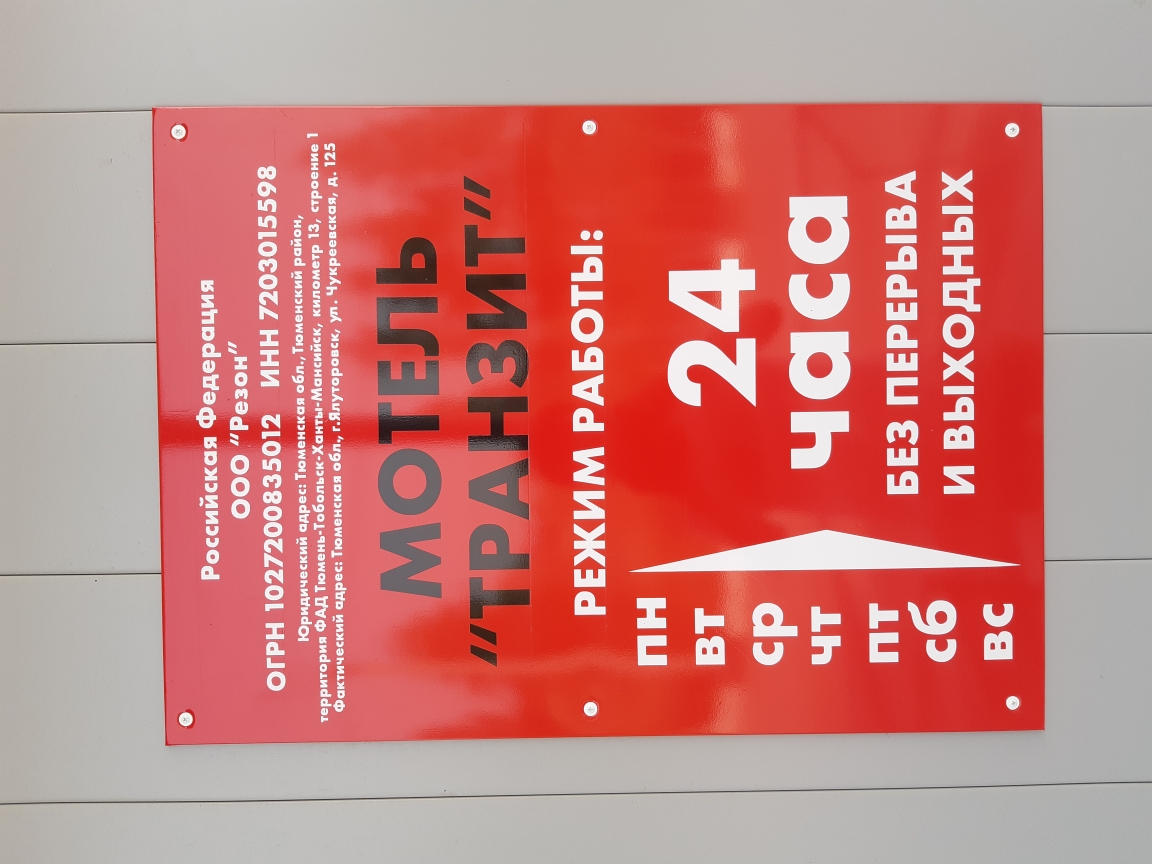 Российская Федерация
ООО “Резон”
ОГРН 1027200835012 ИНН 7203015598
Юридический адрес: Тюменская обл., Тюменский район,
территория ФАД Тюмень-Тобольск-Ханты-Мансийск, километр 13, строение 1
Фактический адрес: Тюменская обл., г.Ялуторовск, ул. Чукреевская, д. 125
МОТЕЛЬ
“ТРАНЗИТ”
РЕЖИМ РАБОТЫ:
пн
вт
ср
чт
пт
сб
вс
24
часа
БЕЗ ПЕРЕРЫВА
И ВЫХОДНЫХ